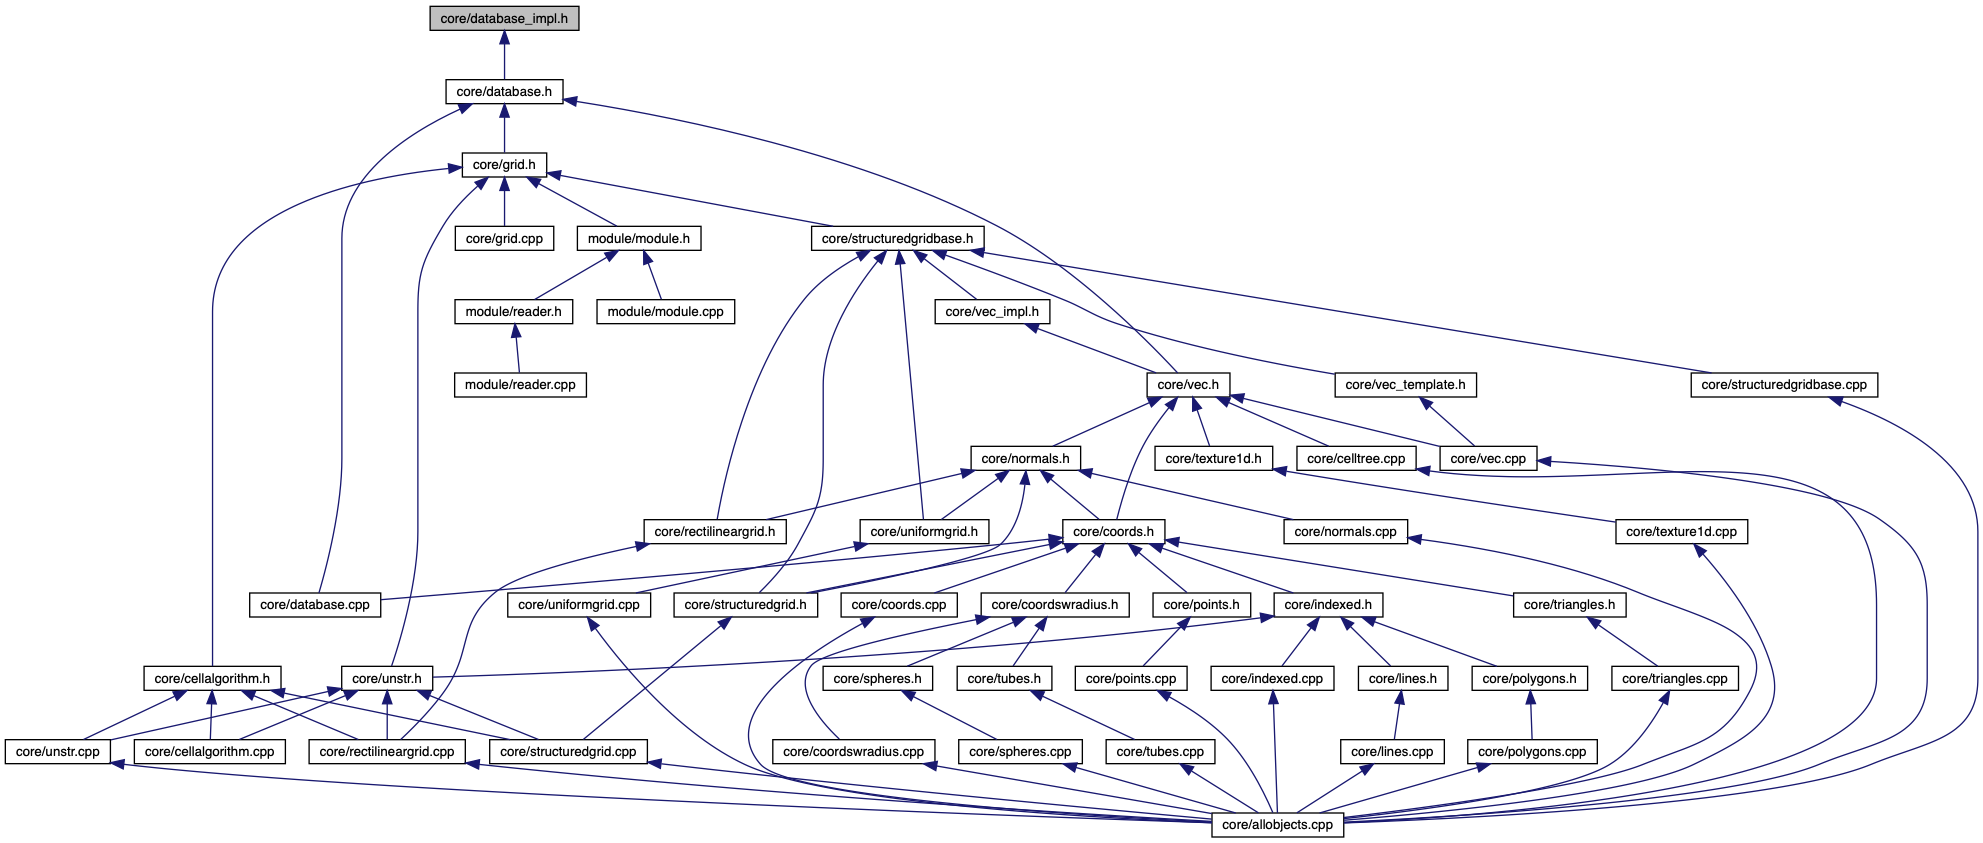 core/database_impl.h
core/database.h
core/grid.h
core/grid.cpp
module/module.h
core/structuredgridbase.h
module/reader.h
module/module.cpp
core/vec_impl.h
module/reader.cpp
core/vec.h
core/vec_template.h
core/structuredgridbase.cpp
core/normals.h
core/texture1d.h
core/celltree.cpp
core/vec.cpp
core/rectilineargrid.h
core/uniformgrid.h
core/coords.h
core/normals.cpp
core/texture1d.cpp
core/database.cpp
core/uniformgrid.cpp
core/structuredgrid.h
core/coords.cpp
core/coordswradius.h
core/points.h
core/indexed.h
core/triangles.h
core/cellalgorithm.h
core/unstr.h
core/spheres.h
core/tubes.h
core/points.cpp
core/indexed.cpp
core/lines.h
core/polygons.h
core/triangles.cpp
core/unstr.cpp
core/cellalgorithm.cpp
core/rectilineargrid.cpp
core/structuredgrid.cpp
core/coordswradius.cpp
core/spheres.cpp
core/tubes.cpp
core/lines.cpp
core/polygons.cpp
core/allobjects.cpp